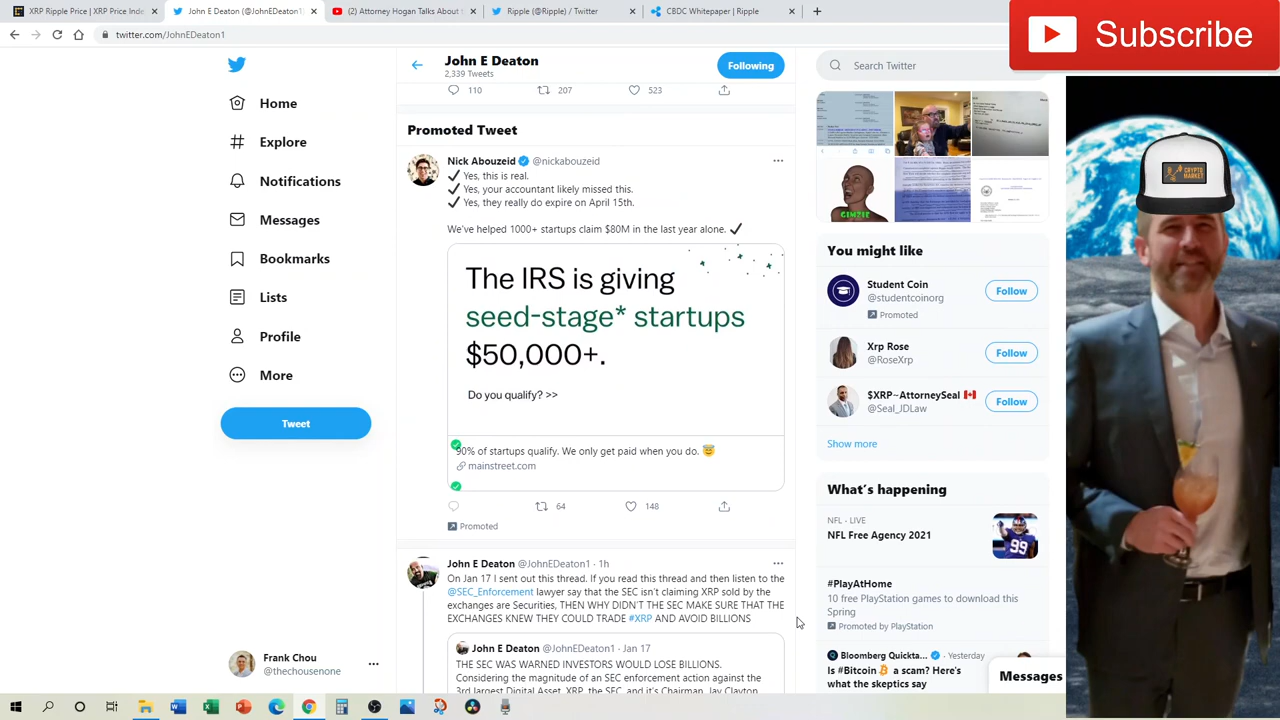 XRP Ripple Price | XRP Price Inde
John E Deaton (@JohnEDeaton1
(2) Attorney Hogan Talks About
Ripple (@Ripple) / Twitter
CBDC Whitepaper | Ripple
twitter.com/JohnEDeaton1
Subscribe
Home
Explore
Notifications
Messages
Bookmarks
Lists
Profile
More
Tweet
Frank Chou
@thechousenone
John E Deaton
2,339 Tweets
Following
110 207 523
Promoted Tweet
Nick Abouzeid @nickabouzeid
Yes, this is real.
Yes, your accountant likely missed this.
Yes, they really do expire on April 15th.
We've helped 1000+ startups claim $80M in the last year alone.
The IRS is giving
seed-stage* startups
$50,000+.
Do you qualify? >>
90% of startups qualify. We only get paid when you do.
mainstreet.com
64 148
Promoted
John E Deaton @JohnEDeaton1 · 1h
On Jan 17 I sent out this thread. If you read this thread and then listen to the
@SEC_Enforcement lawyer say that the SEC isn't claiming XRP sold by the
exchanges are Securities, THEN WHY DIDN'T THE SEC MAKE SURE THAT THE
EXCHANGES KNEW THEY COULD TRADE #XRP AND AVOID BILLIONS
John E Deaton @JohnEDeaton1 · Jan 17
THE SEC WAS WARNED INVESTORS WOULD LOSE BILLIONS.
Considering the magnitude of an SEC enforcement action against the
3rd largest Digital Asset, XRP, the SEC, and its Chairman, Jay Clayton
Search Twitter
GIMZIE
You might like
Student Coin
@studentcoinorg
Promoted
Follow
Xrp Rose
@RoseXrp
Follow
$XRP~AttorneySeal
@Seal_JDLaw
Follow
Show more
What's happening
NFL · LIVE
NFL Free Agency 2021
#PlayAtHome
10 free PlayStation games to download this
Spring
Promoted by PlayStation
Bloomberg Quickta... · Yesterday
Is #Bitcoin a scam? Here's
what the skeptics say
Messages
CRYPTO
MARKET